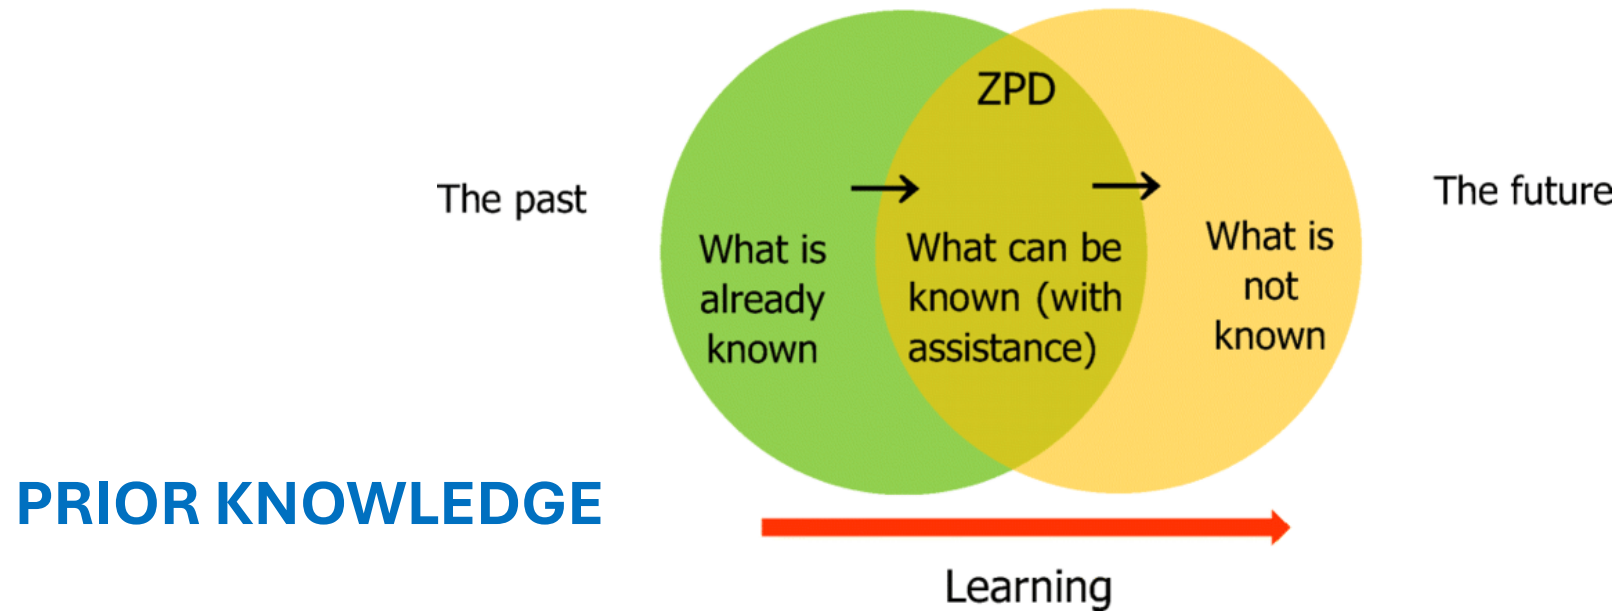 ZPD
The past
What is
already
known
What can be
known (with
assistance)
What is
not
known
The future
PRIOR KNOWLEDGE
Learning